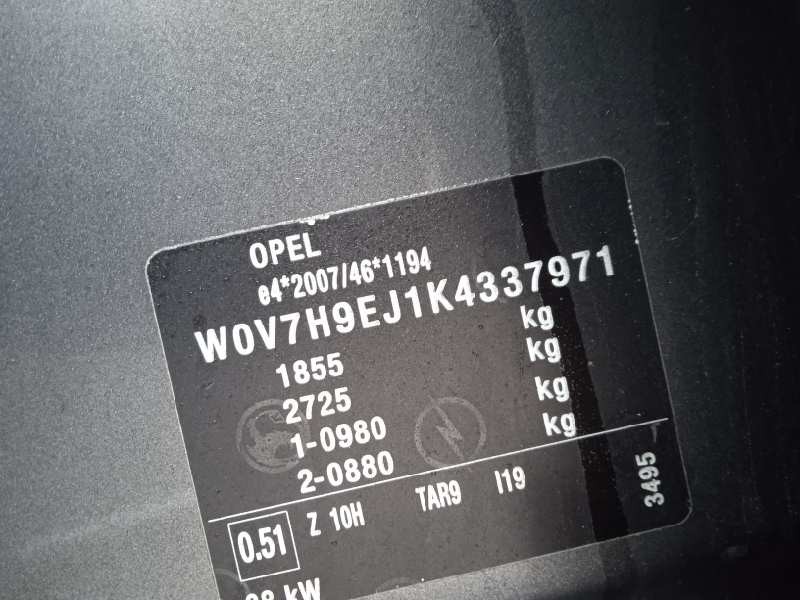 OPEL
e4*2007/46*1194
W0V7H9EJ1K4337971
1855 kg
2725 kg
1-0980 kg
2-0880 kg
0.51 Z 10H TAR9 I19 3495
kW